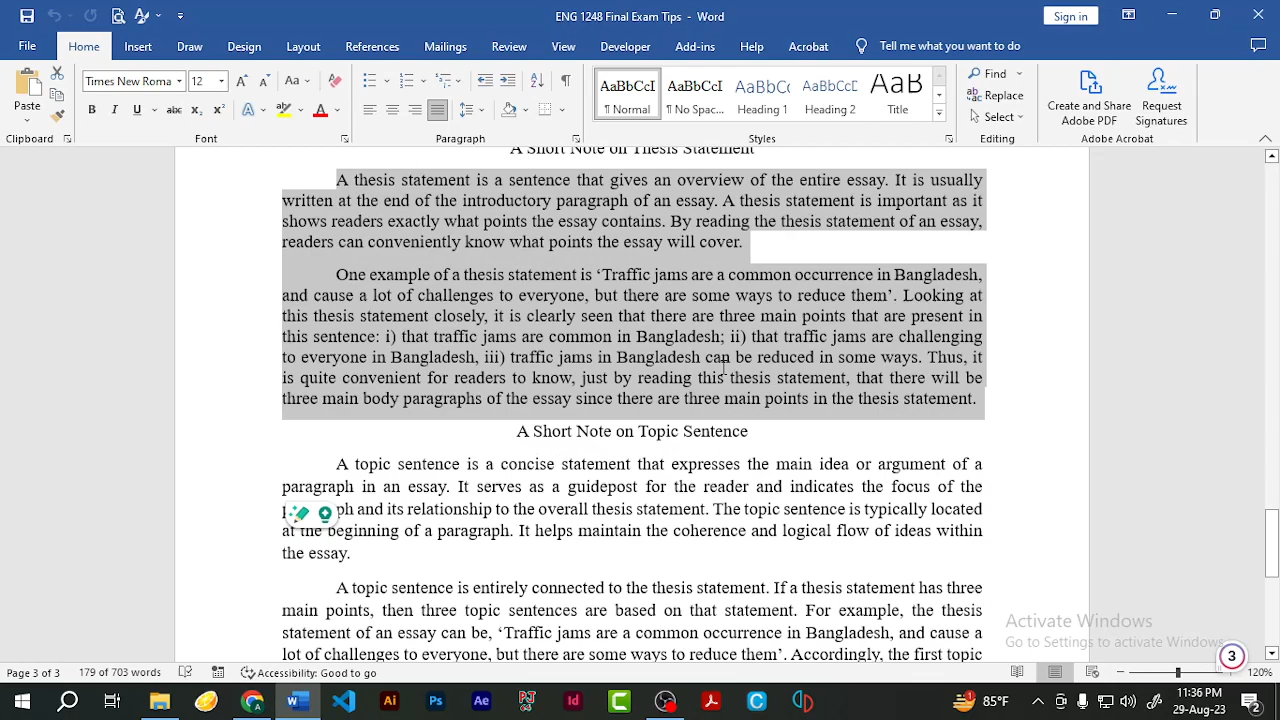 ENG 1248 Final Exam Tips - Word
Sign in
File Home Insert Draw Design Layout References Mailings Review View Developer Add-ins Help Acrobat Tell me what you want to do
Paste
Times New Roma 12
Aa
B I U abc X₂ X² A A
AaBbCcI AaBbCcI AaBbCc AaBbCcD AaBb
¶ Normal ¶ No Spac... Heading 1 Heading 2 Title
Find
Replace
Select
Create and Share Adobe PDF
Request Signatures
Clipboard Font Paragraph Styles Editing Adobe Acrobat
A Short Note on Thesis Statement
A thesis statement is a sentence that gives an overview of the entire essay. It is usually
written at the end of the introductory paragraph of an essay. A thesis statement is important as it
shows readers exactly what points the essay contains. By reading the thesis statement of an essay,
readers can conveniently know what points the essay will cover.
One example of a thesis statement is ‘Traffic jams are a common occurrence in Bangladesh,
and cause a lot of challenges to everyone, but there are some ways to reduce them’. Looking at
this thesis statement closely, it is clearly seen that there are three main points that are present in
this sentence: i) that traffic jams are common in Bangladesh; ii) that traffic jams are challenging
to everyone in Bangladesh, iii) traffic jams in Bangladesh can be reduced in some ways. Thus, it
is quite convenient for readers to know, just by reading this thesis statement, that there will be
three main body paragraphs of the essay since there are three main points in the thesis statement.
A Short Note on Topic Sentence
A topic sentence is a concise statement that expresses the main idea or argument of a
paragraph in an essay. It serves as a guidepost for the reader and indicates the focus of the
ph and its relationship to the overall thesis statement. The topic sentence is typically located
at the beginning of a paragraph. It helps maintain the coherence and logical flow of ideas within
the essay.
A topic sentence is entirely connected to the thesis statement. If a thesis statement has three
main points, then three topic sentences are based on that statement. For example, the thesis
statement of an essay can be, ‘Traffic jams are a common occurrence in Bangladesh, and cause a
lot of challenges to everyone, but there are some ways to reduce them’. Accordingly, the first topic
Activate Windows
Go to Settings to activate Windows.
3
Page 3 of 3 179 of 703 words Accessibility: Good to go 120%
Ai Ps Ae PJT 64 Id C
1 85°F
11:36 PM
29-Aug-23
2